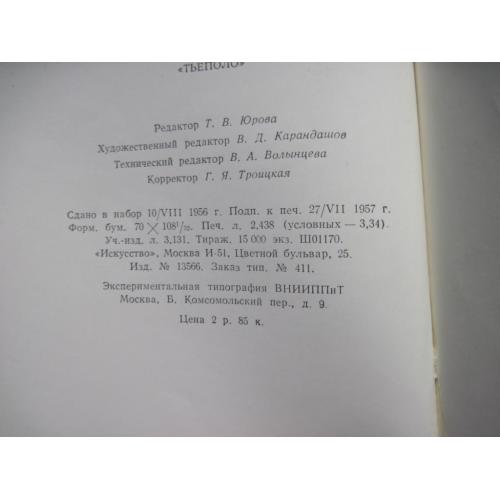 «ТЬЕПОЛО»
Редактор Т. В. Юрова
Художественный редактор В. Д. Карандашов
Технический редактор В. А. Волынцева
Корректор Г. Я. Троицкая
Сдано в набор 10/VIII 1956 г. Подп. к печ. 27/VII 1957 г.
Форм. бум. 70 × 108¹/₃₂. Печ. л. 2,438 (условных — 3,34).
Уч.-изд. л. 3,131. Тираж. 15 000 экз. Ш01170.
«Искусство», Москва И-51, Цветной бульвар, 25.
Изд. № 13566. Заказ тип. № 411.
Экспериментальная типография ВНИИППиТ
Москва, Б. Комсомольский пер., д. 9.
Цена 2 р. 85 к.